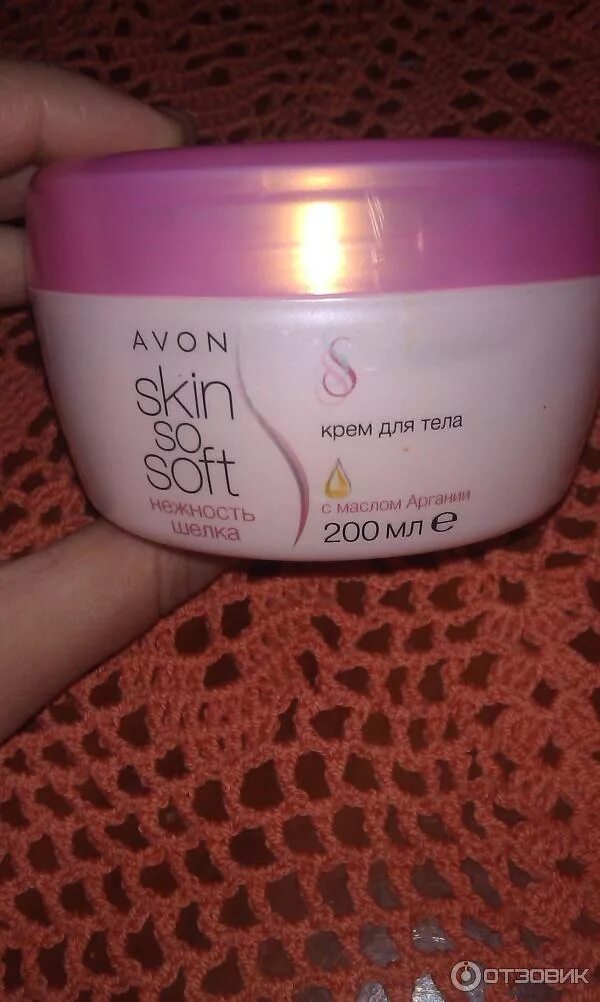 AVON
skin
so
soft
нежность
шелка
крем для тела
с маслом Аргании
200 мл e
ОТЗОВИК